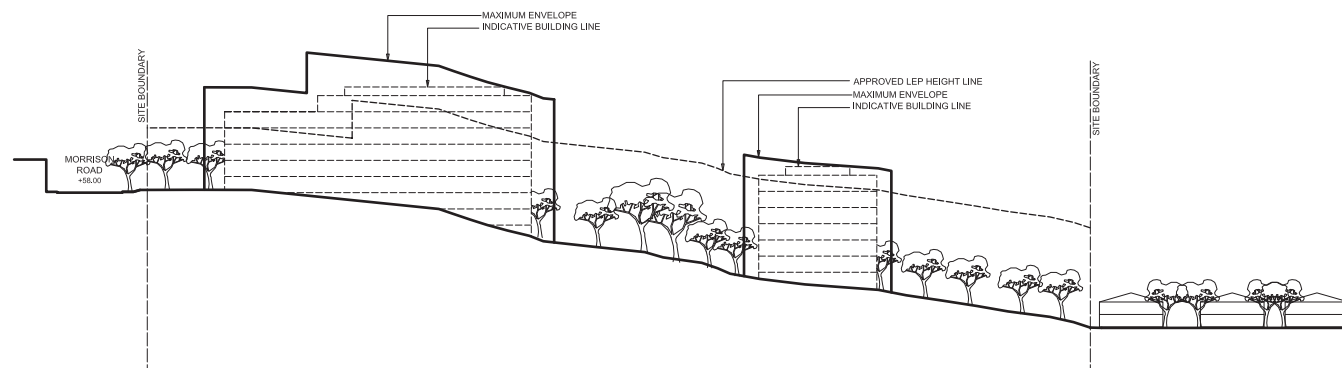 MAXIMUM ENVELOPE
INDICATIVE BUILDING LINE
SITE BOUNDARY
APPROVED LEP HEIGHT LINE
MAXIMUM ENVELOPE
INDICATIVE BUILDING LINE
SITE BOUNDARY
MORRISON
ROAD
+58.00